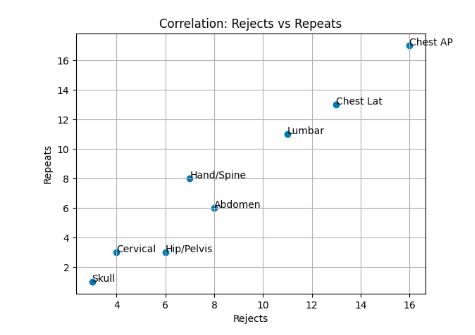 Correlation: Rejects vs Repeats
Chest AP
16
14
Chest Lat
12
Lumbar
10
Repeats
8
Hand/Spine
6
Abdomen
4
Cervical
Hip/Pelvis
2
Skull
4
6
8
10
12
14
16
Rejects